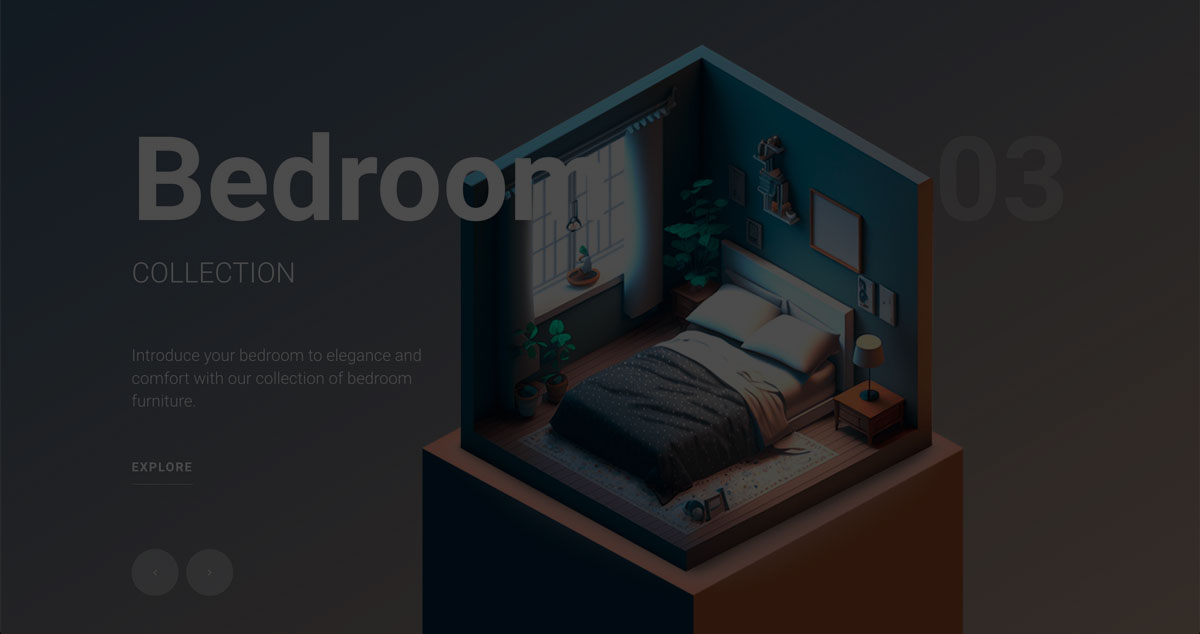 Bedroom
03
COLLECTION
Introduce your bedroom to elegance and
comfort with our collection of bedroom
furniture.
EXPLORE